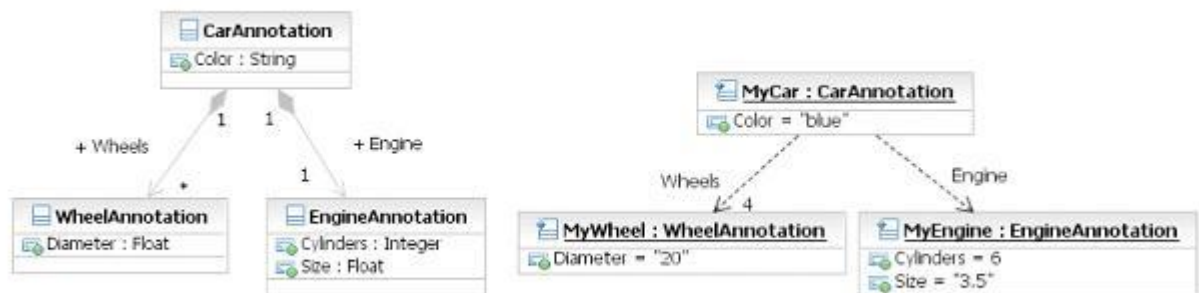 CarAnnotation
Color : String
1
1
+ Wheels
+ Engine
*
1
WheelAnnotation
Diameter : Float
EngineAnnotation
Cylinders : Integer
Size : Float
MyCar : CarAnnotation
Color = "blue"
Wheels
Engine
4
MyWheel : WheelAnnotation
Diameter = "20"
MyEngine : EngineAnnotation
Cylinders = 6
Size = "3.5"